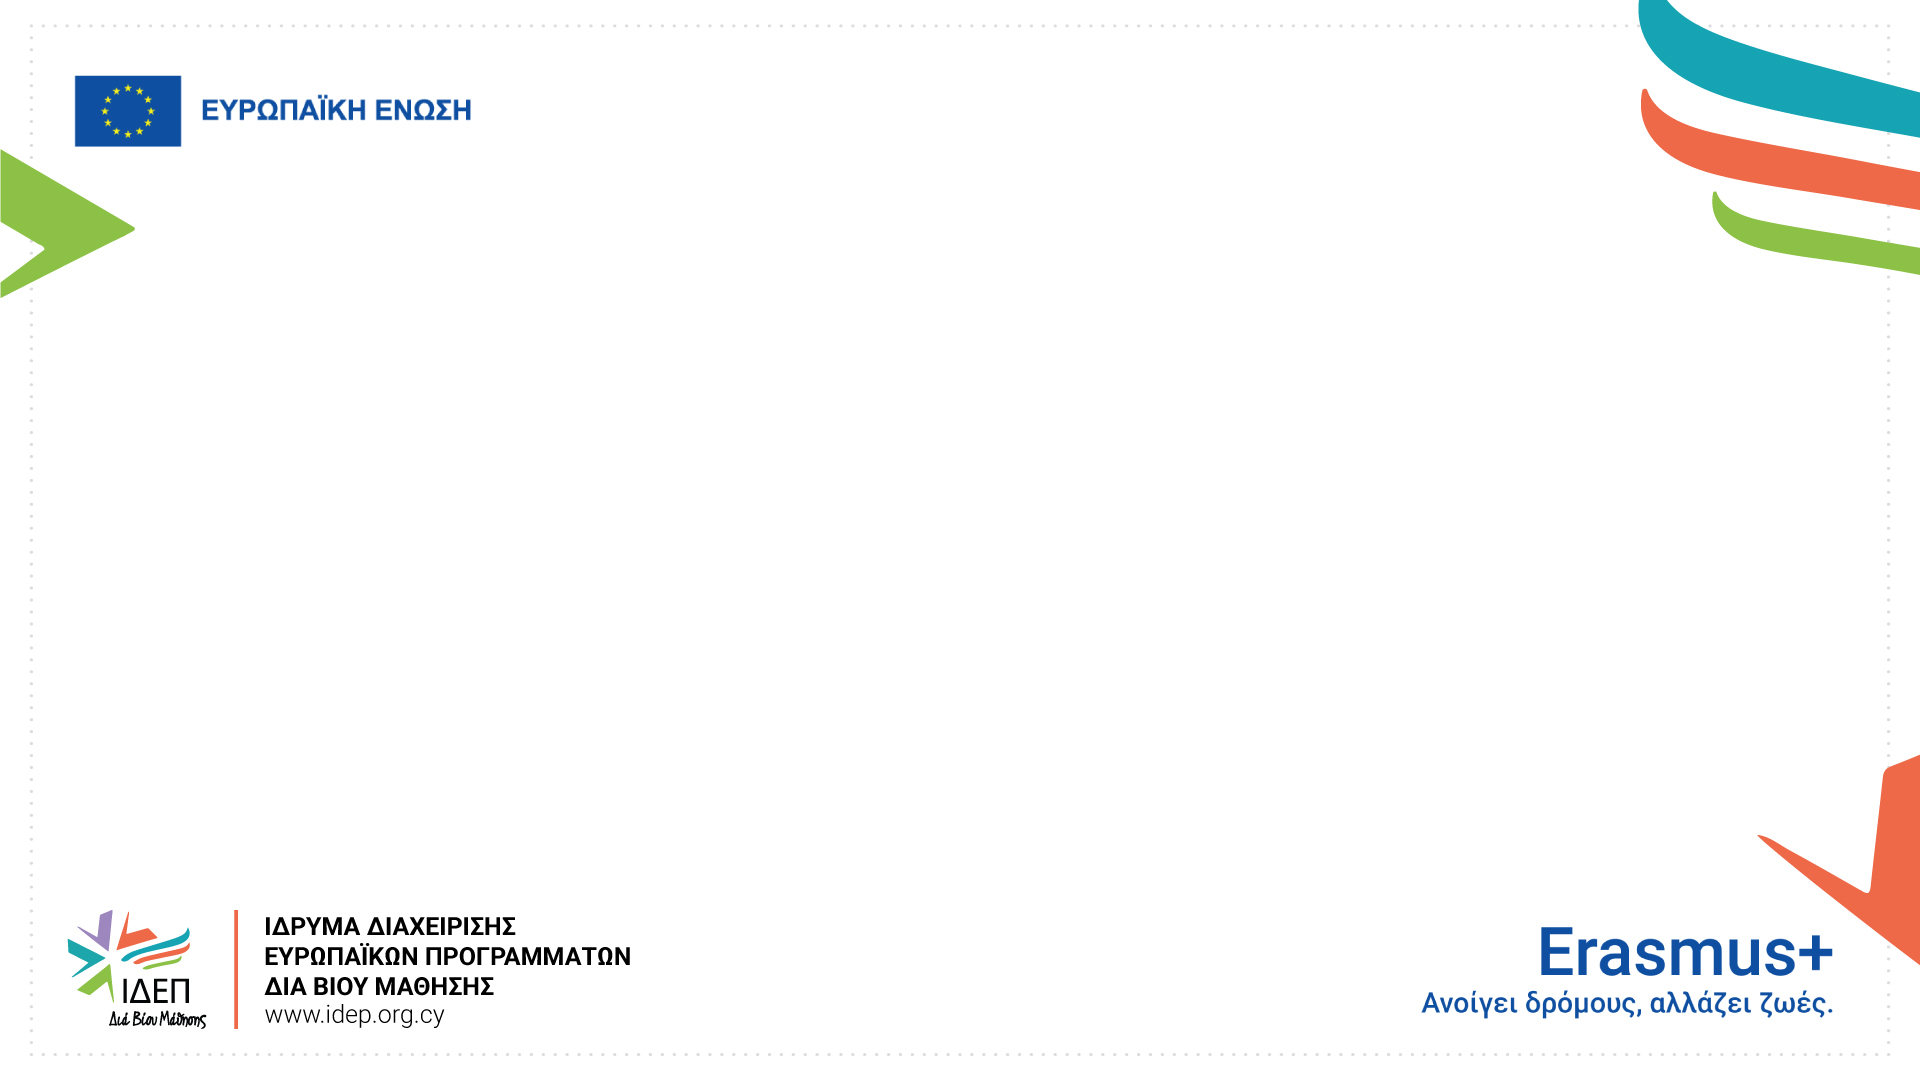 ΕΥΡΩΠΑΪΚΗ ΕΝΩΣΗ
ΙΔΕΠ
Διά Βίου Μάθησης
ΙΔΡΥΜΑ ΔΙΑΧΕΙΡΙΣΗΣ
ΕΥΡΩΠΑΪΚΩΝ ΠΡΟΓΡΑΜΜΑΤΩΝ
ΔΙΑ ΒΙΟΥ ΜΑΘΗΣΗΣ
www.idep.org.cy
Erasmus+
Ανοίγει δρόμους, αλλάζει ζωές.